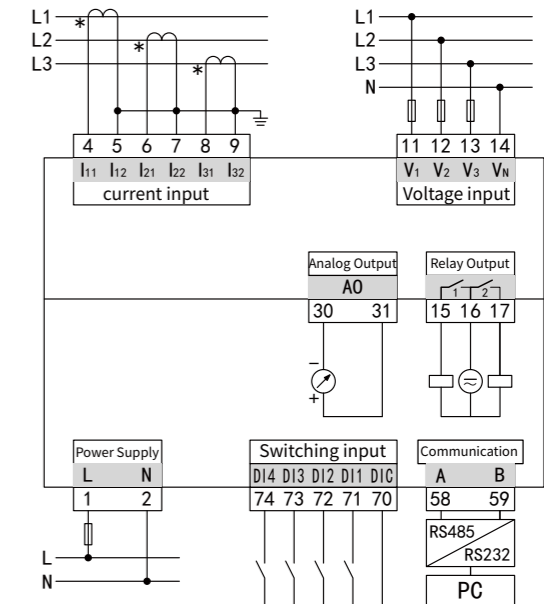 L1 L1
* L2 L2
* L3 L3
* N
4 5 6 7 8 9 11 12 13 14
I11 I12 I21 I22 I31 I32 V1 V2 V3 VN
current input Voltage input
Analog Output Relay Output
AO 1 2
30 31 15 16 17
−
+
Power Supply Switching input Communication
L N DI4 DI3 DI2 DI1 DIC A B
1 2 74 73 72 71 70 58 59
RS485
L RS232
N PC